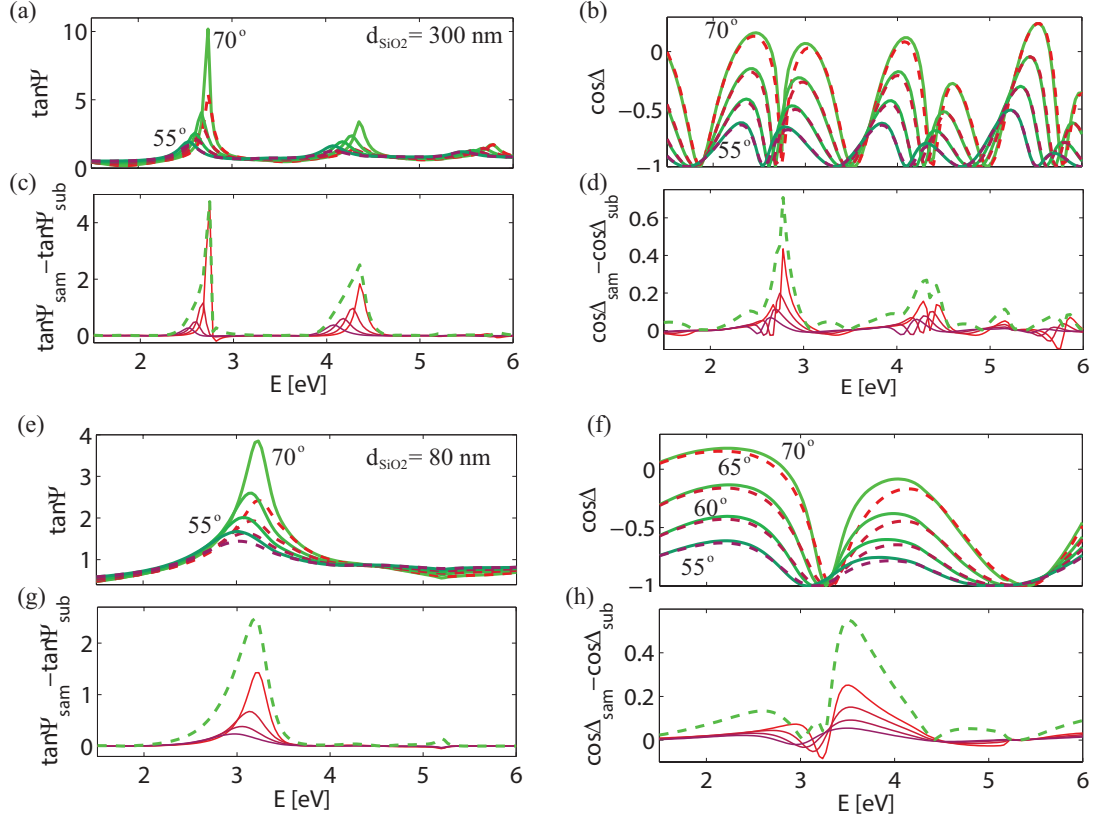 (a)
tanΨ
10
5
0
70°
55°
d_SiO2 = 300 nm
(b)
cosΔ
0
−0.5
−1
70°
55°
(c)
tanΨ_sam −tanΨ_sub
4
2
0
2 3 4 5 6
E [eV]
(d)
cosΔ_sam −cosΔ_sub
0.6
0.4
0.2
0
2 3 4 5 6
E [eV]
(e)
tanΨ
4
3
2
1
70°
55°
d_SiO2 = 80 nm
(f)
cosΔ
0
−0.5
−1
70°
65°
60°
55°
(g)
tanΨ_sam −tanΨ_sub
2
1
0
2 3 4 5 6
E [eV]
(h)
cosΔ_sam −cosΔ_sub
0.4
0.2
0
2 3 4 5 6
E [eV]